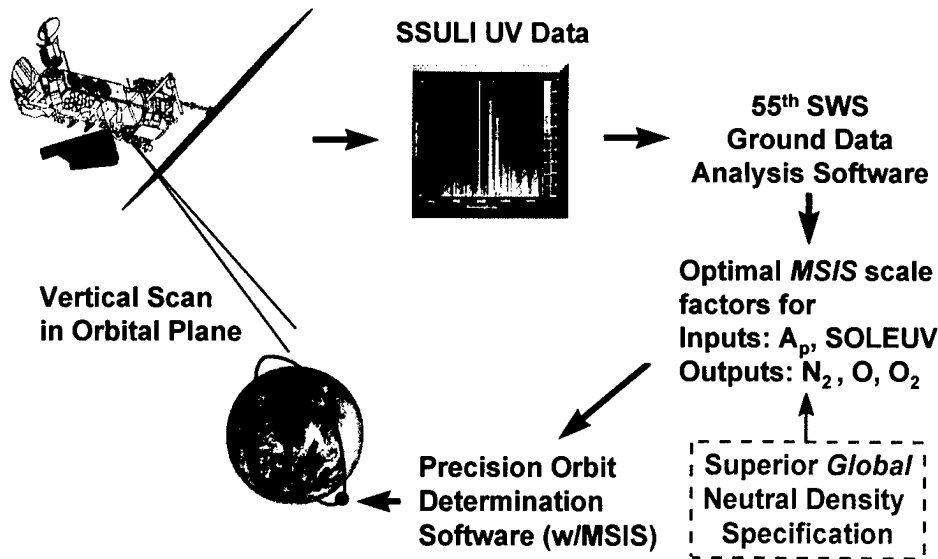 SSULI UV Data
55th SWS
Ground Data
Analysis Software
Vertical Scan
in Orbital Plane
Optimal MSIS scale
factors for
Inputs: Ap, SOLEUV
Outputs: N2, O, O2
Precision Orbit
Determination
Software (w/MSIS)
Superior Global
Neutral Density
Specification